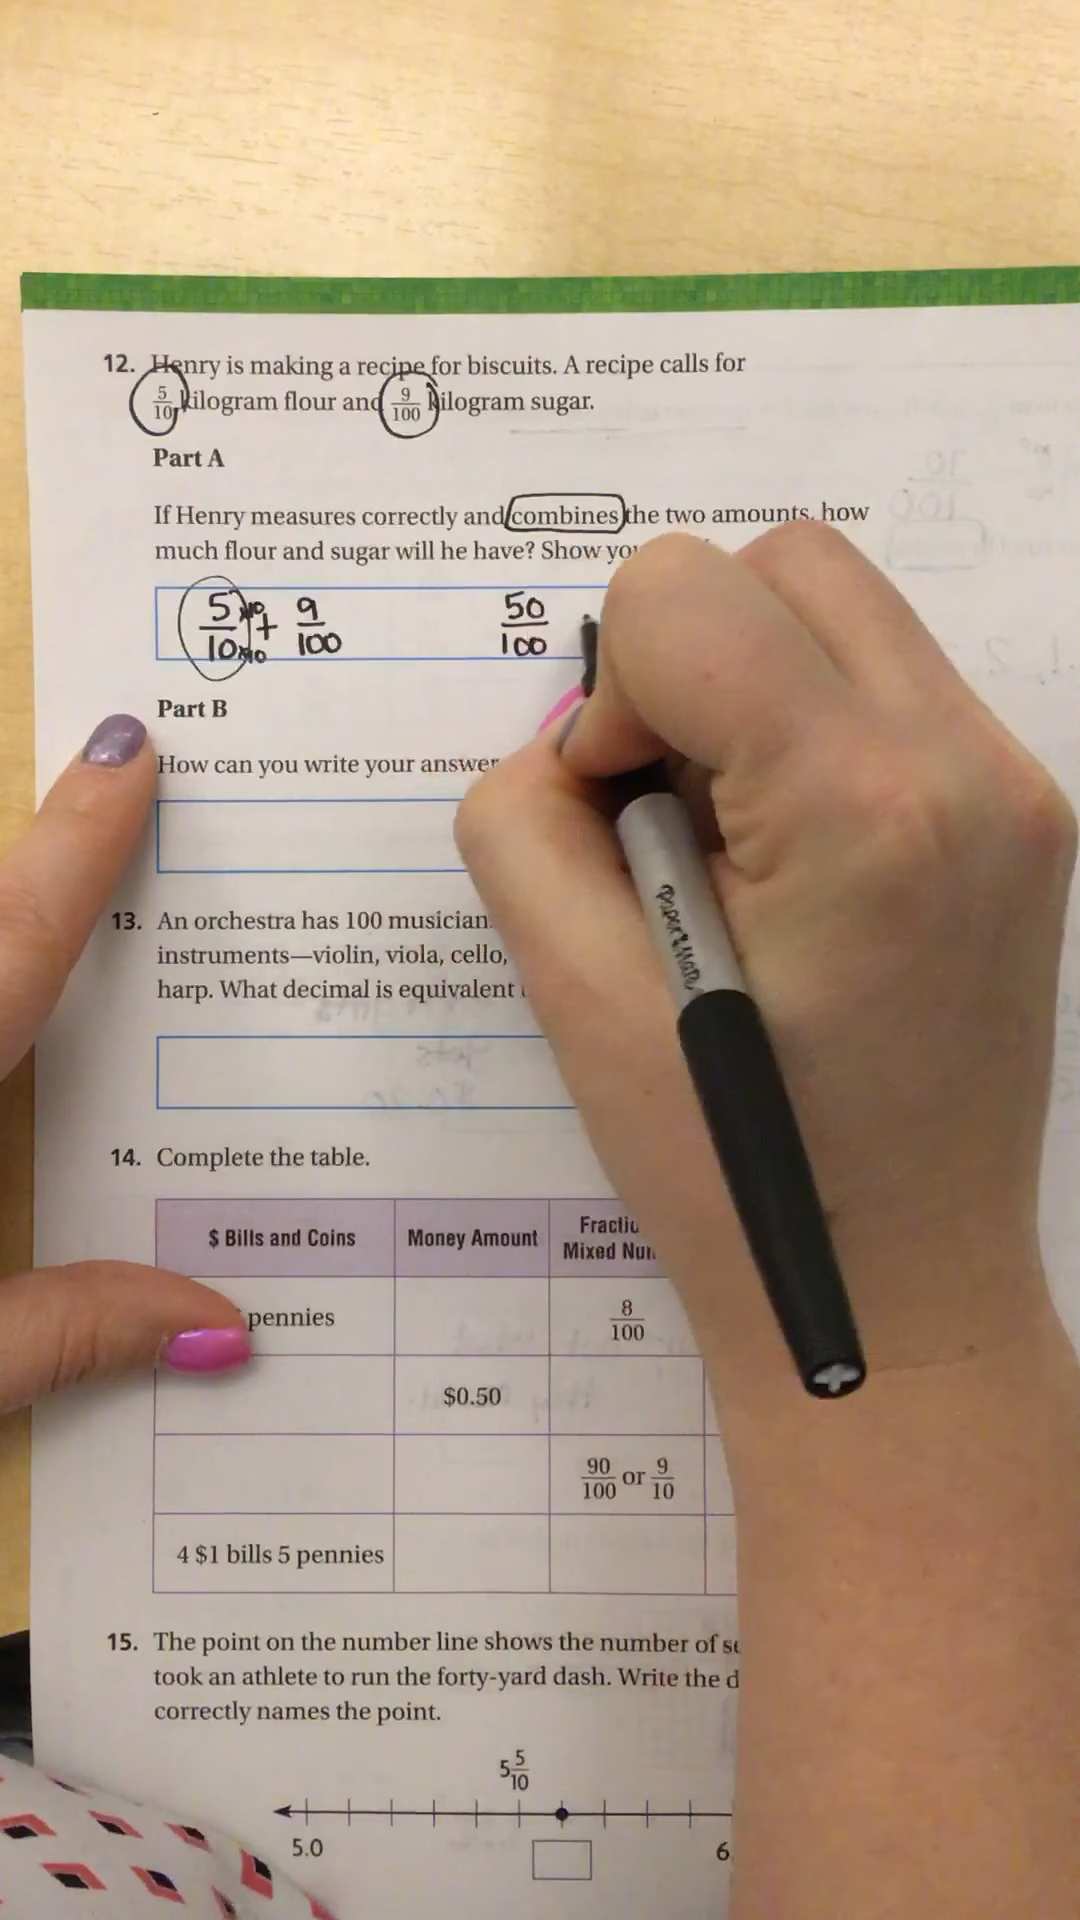 12. Henry is making a recipe for biscuits. A recipe calls for
5/10 kilogram flour and 9/100 kilogram sugar.
Part A
If Henry measures correctly and combines the two amounts, how
much flour and sugar will he have? Show
5/10 ×10 ×10 + 9/100 50/100
Part B
How can you write your answer
13. An orchestra has 100
instruments—violin, viola, cello,
harp. What decimal is equivalent
14. Complete the table.
$ Bills and Coins Money Amount
Mixed
pennies 8/100
$0.50
90/100 or 9/10
4 $1 bills 5 pennies
15. The point on the number line shows the number of
took an athlete to run the forty-yard dash. Write the
correctly names the point.
5 5/10
5.0 6
Paper Mate